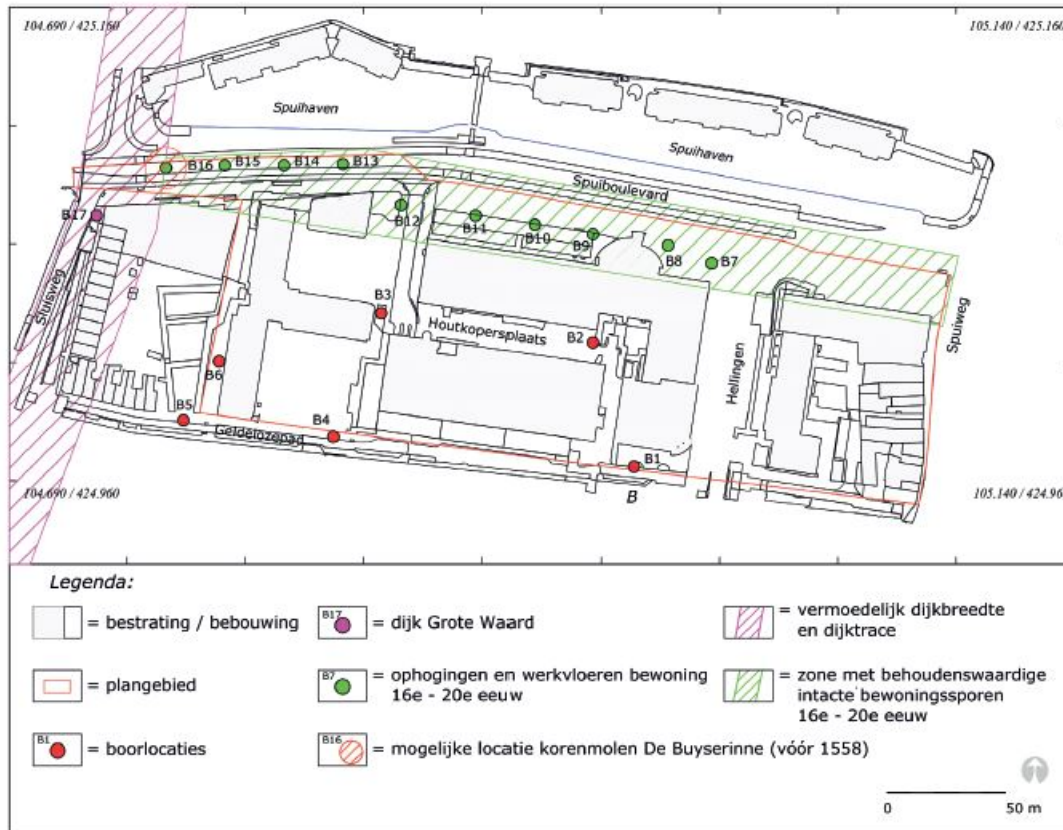 104.690 / 425.160
105.140 / 425.160
Spuihaven
Spuihaven
B16
B15
B14
B13
Spuiboulevard
B17
B12
B11
B10
B9
B8
B7
Sluisweg
B3
Houtkopersplaats
B2
Spuiweg
B6
Hellingen
B5
Geldelozepad
B4
B1
104.690 / 424.960
105.140 / 424.960
B
Legenda:
= bestrating / bebouwing
B17
= dijk Grote Waard
= vermoedelijk dijkbreedte
en dijktrace
= plangebied
B7
= ophogingen en werkvloeren bewoning
16e - 20e eeuw
= zone met behoudenswaardige
intacte bewoningssporen
16e - 20e eeuw
B1
= boorlocaties
B16
= mogelijke locatie korenmolen De Buyserinne (vóór 1558)
0 50 m